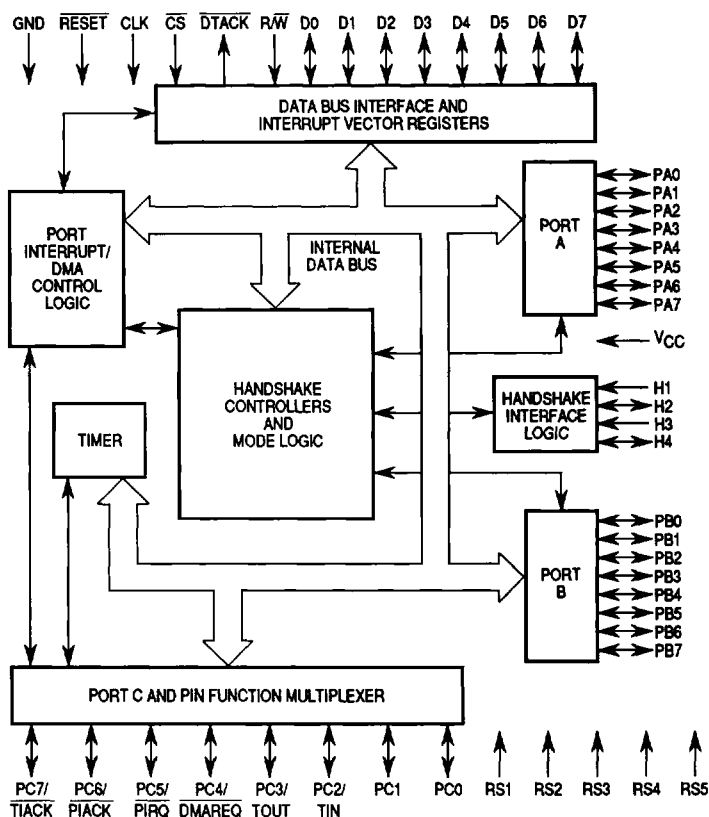 GND RESET CLK CS DTACK R/W D0 D1 D2 D3 D4 D5 D6 D7
DATA BUS INTERFACE AND
INTERRUPT VECTOR REGISTERS
PORT
INTERRUPT/
DMA
CONTROL
LOGIC
INTERNAL
DATA BUS
PORT
A
PA0
PA1
PA2
PA3
PA4
PA5
PA6
PA7
VCC
HANDSHAKE
CONTROLLERS
AND
MODE LOGIC
HANDSHAKE
INTERFACE
LOGIC
H1
H2
H3
H4
TIMER
PORT
B
PB0
PB1
PB2
PB3
PB4
PB5
PB6
PB7
PORT C AND PIN FUNCTION MULTIPLEXER
PC7/ PC6/ PC5/ PC4/ PC3/ PC2/ PC1 PC0 RS1 RS2 RS3 RS4 RS5
TIACK PIACK PIRQ DMAREQ TOUT TIN